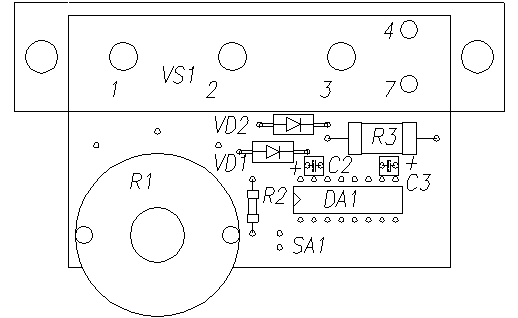 4
1 VS1 2 3 7
VD2
R3
VD1 + C2 +
R1 C3
R2 DA1
SA1